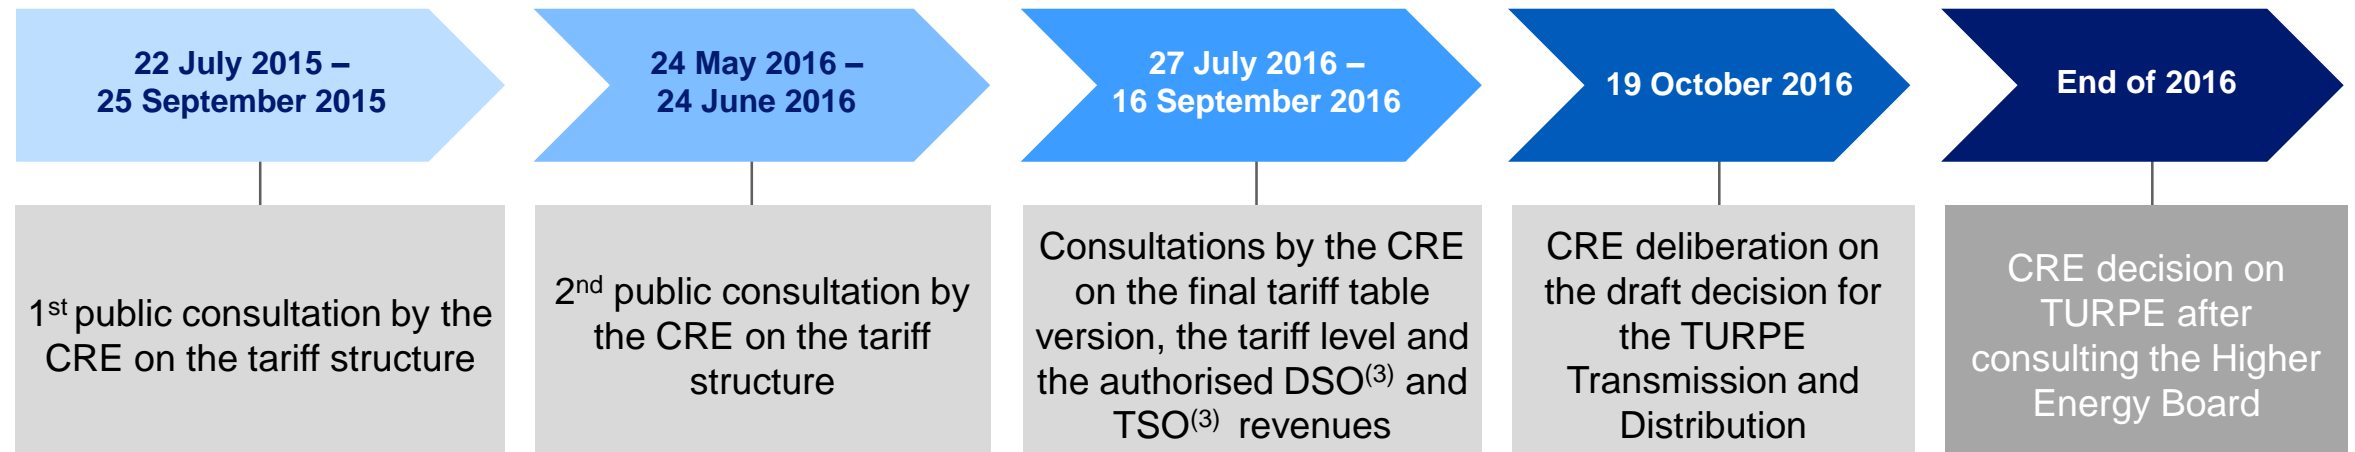 22 July 2015 –
25 September 2015
24 May 2016 –
24 June 2016
27 July 2016 –
16 September 2016
19 October 2016
End of 2016
1st public consultation by the
CRE on the tariff structure
2nd public consultation by
the CRE on the tariff
structure
Consultations by the CRE
on the final tariff table
version, the tariff level and
the authorised DSO(3) and
TSO(3) revenues
CRE deliberation on
the draft decision for
the TURPE
Transmission and
Distribution
CRE decision on
TURPE after
consulting the Higher
Energy Board